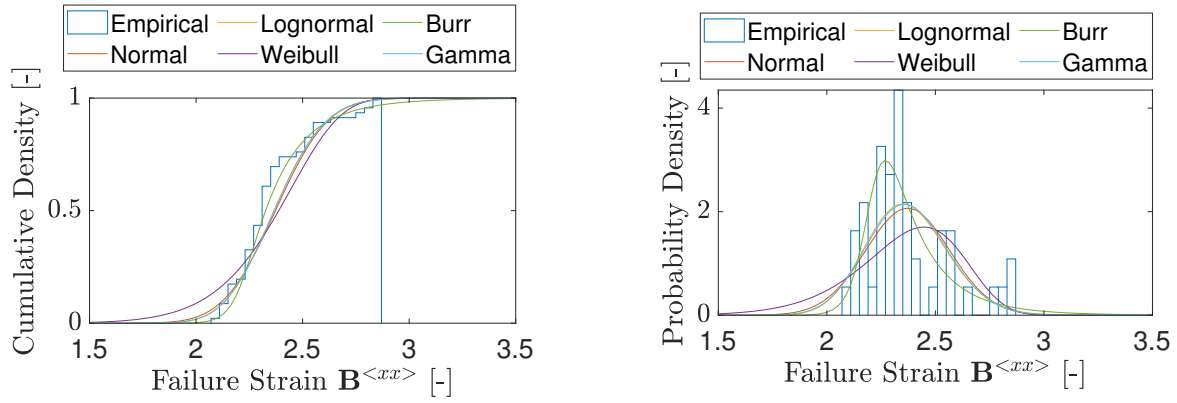 Empirical Lognormal Burr
Normal Weibull Gamma
Cumulative Density [-]
1
0.5
0
1.5 2 2.5 3 3.5
Failure Strain B<xx> [-]
Empirical Lognormal Burr
Normal Weibull Gamma
Probability Density [-]
4
2
0
1.5 2 2.5 3 3.5
Failure Strain B<xx> [-]